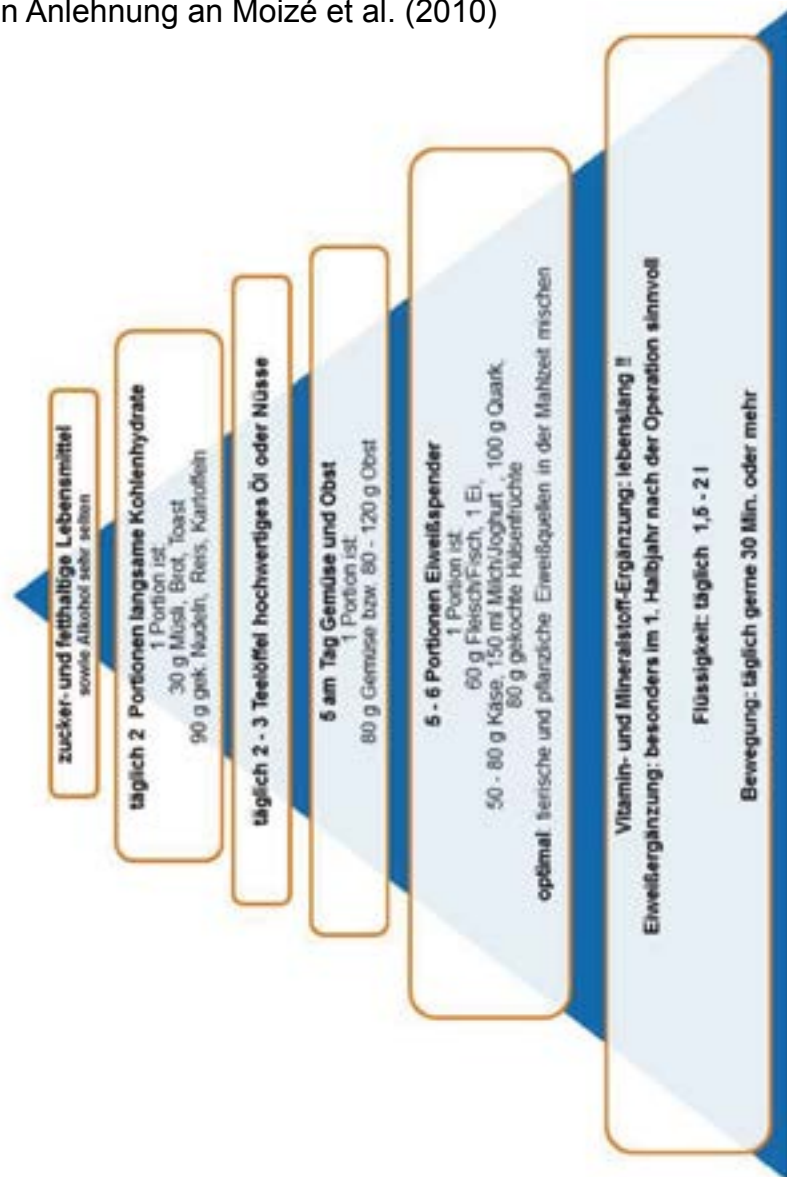 n Anlehnung an Moizé et al. (2010)
zucker- und fetthaltige Lebensmittel
sowie Alkohol sehr selten
täglich 2 Portionen langsame Kohlenhydrate
1 Portion ist
30 g Müsli, Brot, Toast
90 g gek. Nudeln, Reis, Kartoffeln
täglich 2 - 3 Teelöffel hochwertiges Öl oder Nüsse
5 am Tag Gemüse und Obst
1 Portion ist
80 g Gemüse bzw. 80 - 120 g Obst
5 - 6 Portionen Eiweißspender
1 Portion ist
60 g Fleisch/Fisch, 1 Ei,
50 - 80 g Käse, 150 ml Milch/Joghurt , 100 g Quark,
80 g gekochte Hülsenfrüchte
optimal tierische und pflanzliche Eiweißquellen in der Mahlzeit mischen
Vitamin- und Mineralstoff-Ergänzung: lebenslang !!
Eiweißergänzung: besonders im 1. Halbjahr nach der Operation sinnvoll
Flüssigkeit: täglich 1,5 - 2 l
Bewegung: täglich gerne 30 Min. oder mehr